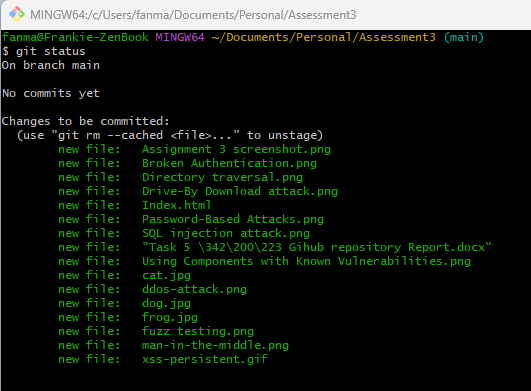 MINGW64:/c/Users/fanma/Documents/Personal/Assessment3
fanma@Frankie-ZenBook MINGW64 ~/Documents/Personal/Assessment3 (main)
$ git status
On branch main
No commits yet
Changes to be committed:
  (use "git rm --cached <file>..." to unstage)
        new file:   Assignment 3 screenshot.png
        new file:   Broken Authentication.png
        new file:   Directory traversal.png
        new file:   Drive-By Download attack.png
        new file:   Index.html
        new file:   Password-Based Attacks.png
        new file:   SQL injection attack.png
        new file:   "Task 5 \342\200\223 Gihub repository Report.docx"
        new file:   Using Components with Known Vulnerabilities.png
        new file:   cat.jpg
        new file:   ddos-attack.png
        new file:   dog.jpg
        new file:   frog.jpg
        new file:   fuzz testing.png
        new file:   man-in-the-middle.png
        new file:   xss-persistent.gif